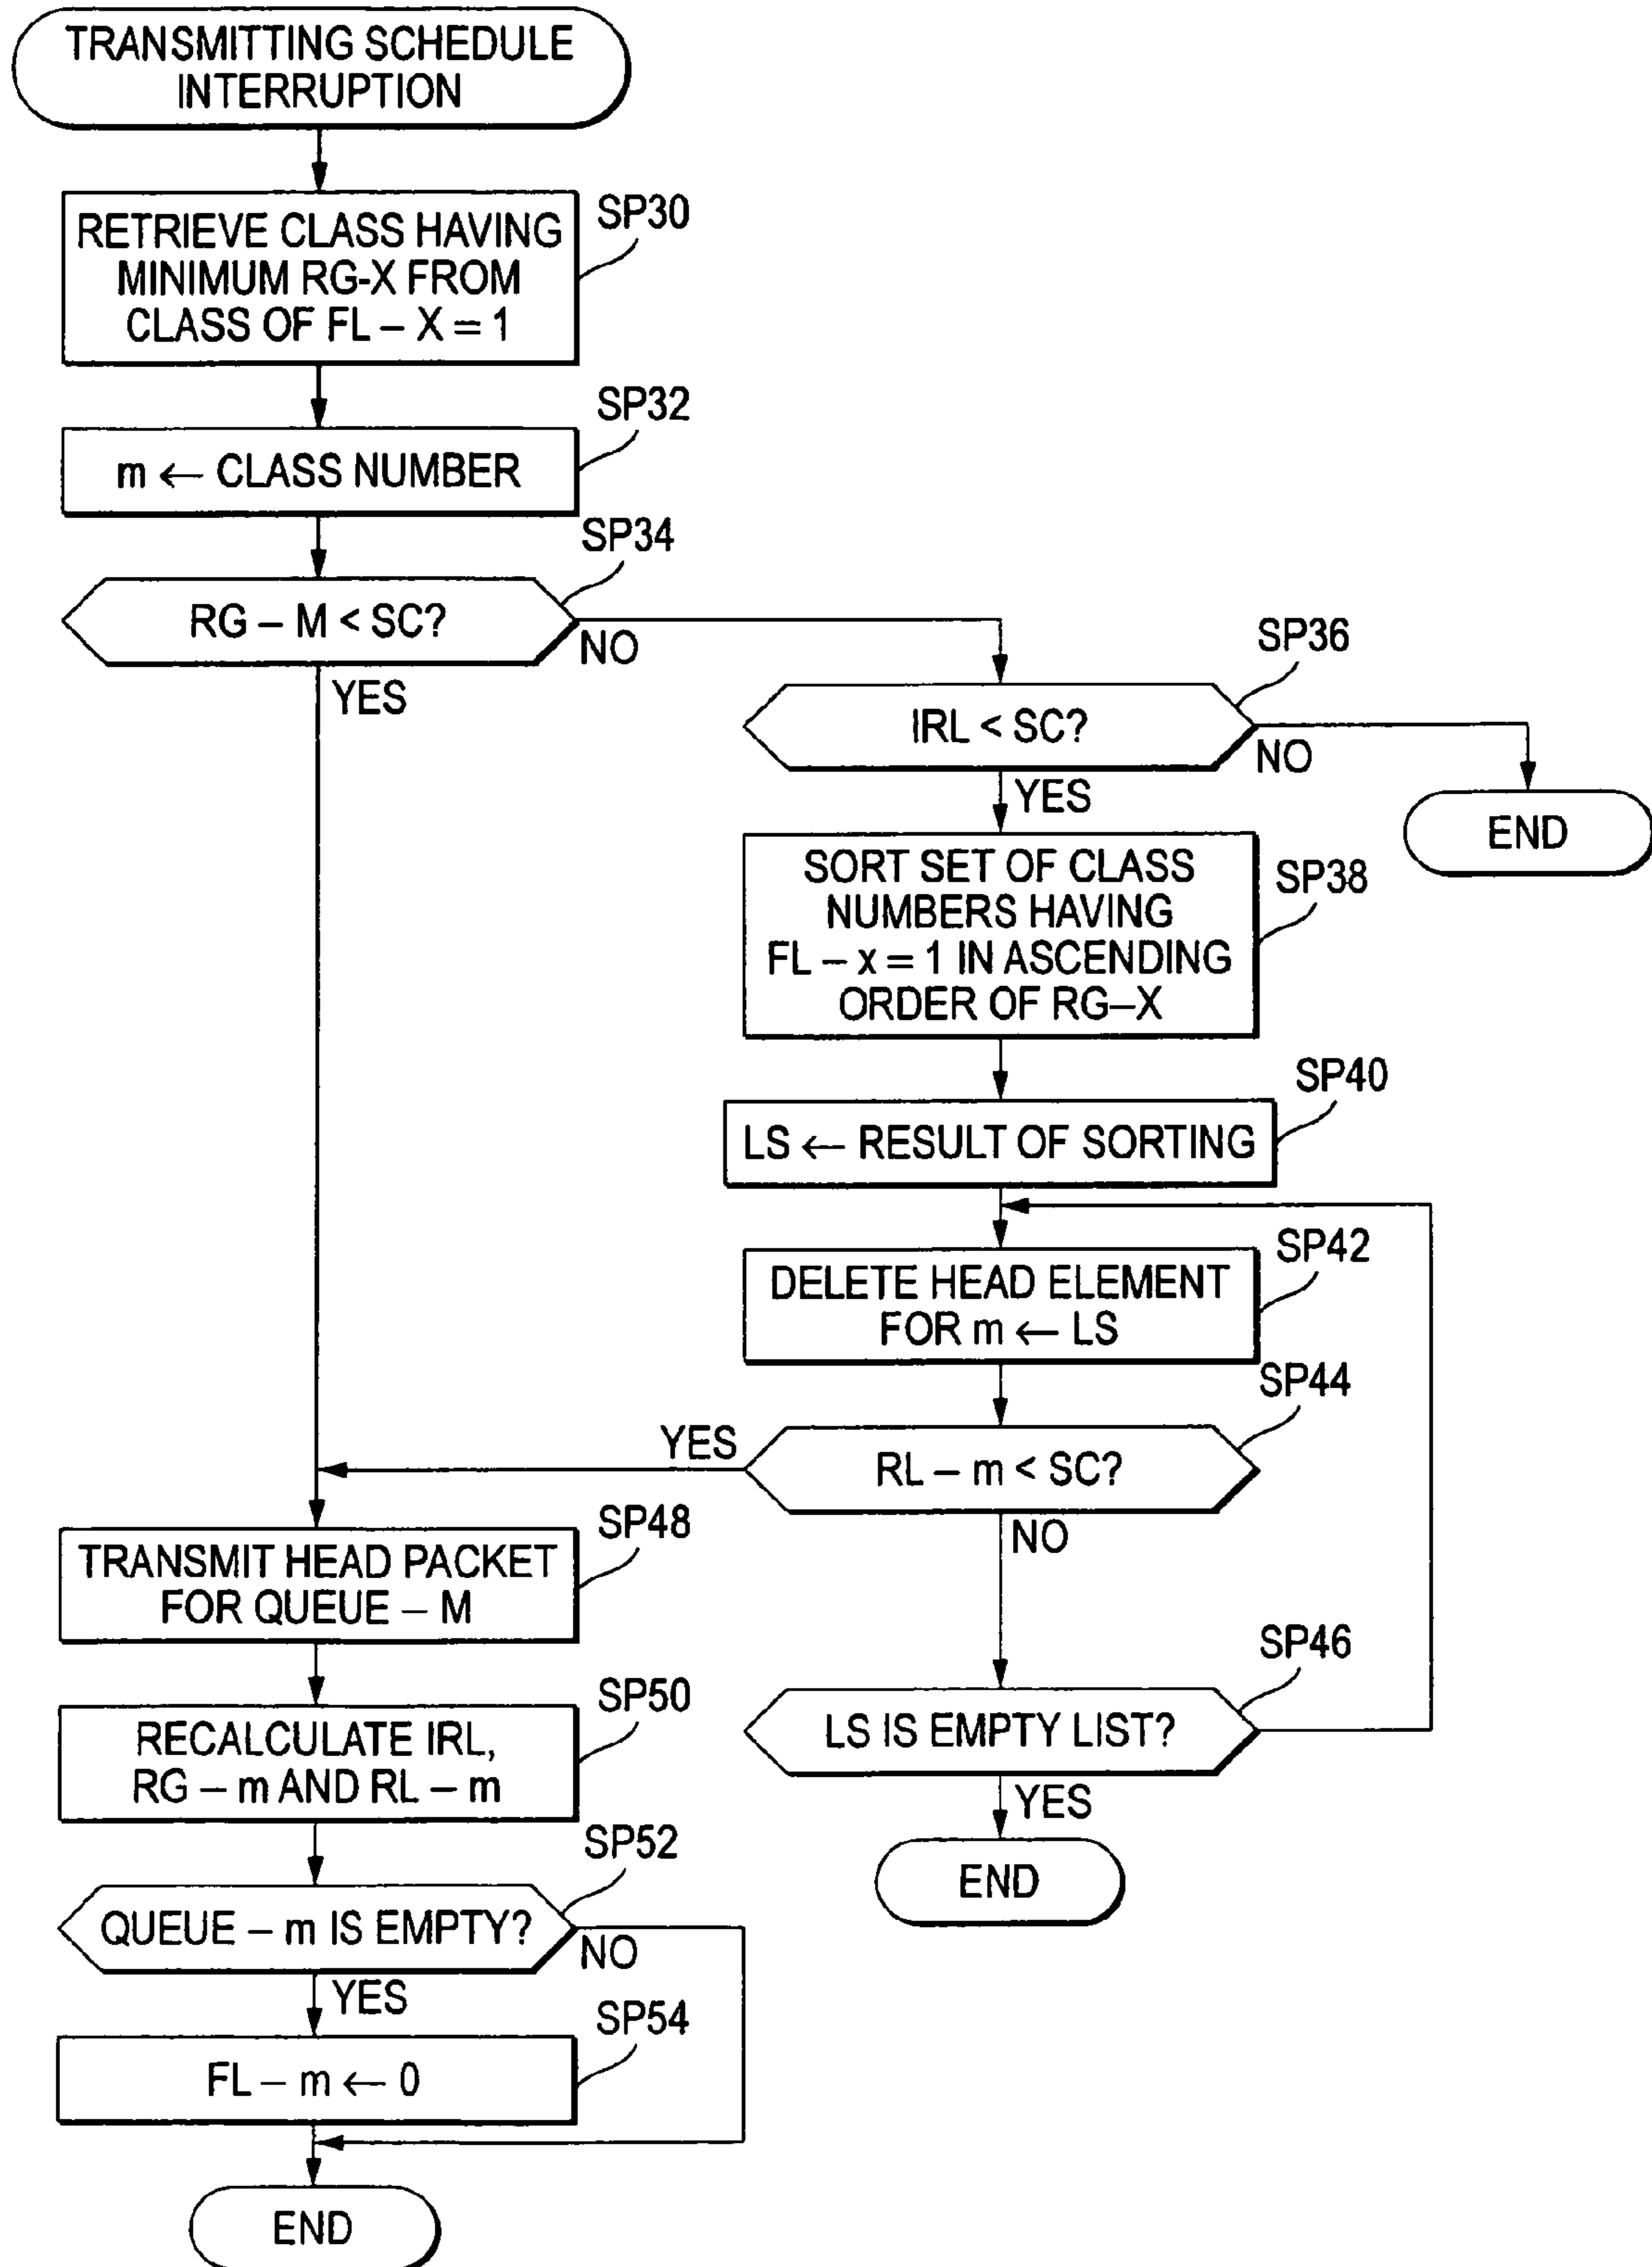 TRANSMITTING SCHEDULE
INTERRUPTION
SP30
RETRIEVE CLASS HAVING
MINIMUM RG-X FROM
CLASS OF FL – X = 1
SP32
m ← CLASS NUMBER
SP34
RG – M < SC?
NO
YES
SP36
IRL < SC?
NO
YES
END
SP38
SORT SET OF CLASS
NUMBERS HAVING
FL – x = 1 IN ASCENDING
ORDER OF RG–X
SP40
LS ← RESULT OF SORTING
SP42
DELETE HEAD ELEMENT
FOR m ← LS
SP44
RL – m < SC?
YES
NO
SP46
LS IS EMPTY LIST?
YES
END
SP48
TRANSMIT HEAD PACKET
FOR QUEUE – M
SP50
RECALCULATE IRL,
RG – m AND RL – m
SP52
QUEUE – m IS EMPTY?
NO
YES
SP54
FL – m ← 0
END